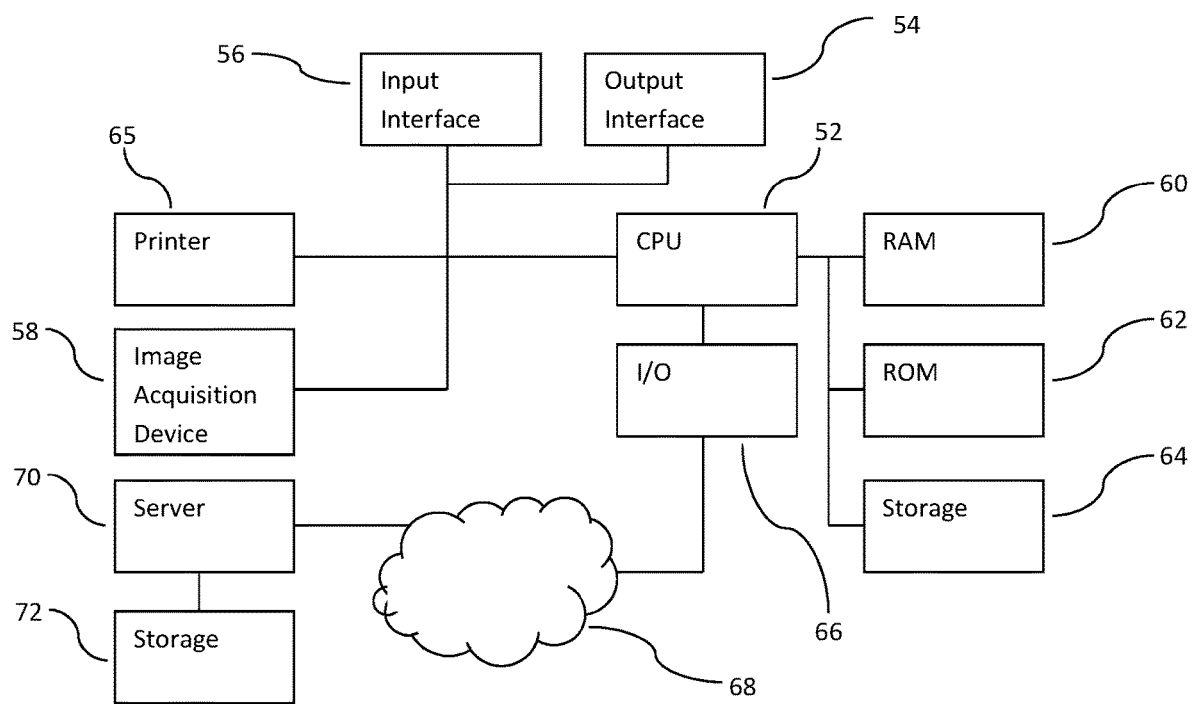 56
Input
Interface
Output
Interface
54
65
Printer
52
CPU
60
RAM
58
Image
Acquisition
Device
I/O
62
ROM
70
Server
64
Storage
72
Storage
68
66